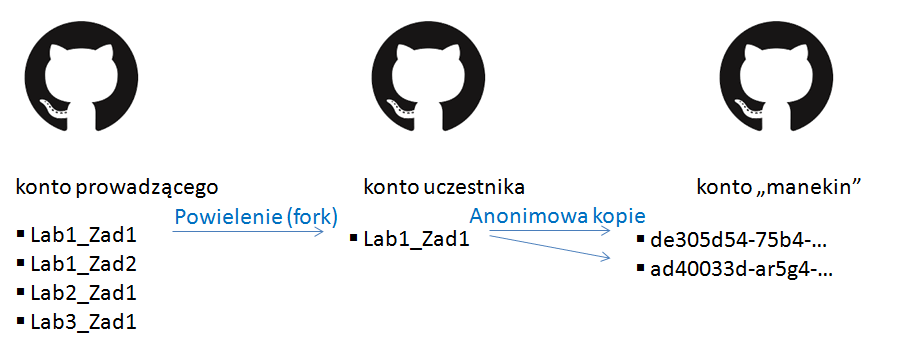 konto prowadzącego
konto uczestnika
konto „manekin”
Powielenie (fork)
Anonimowa kopie
▪ Lab1_Zad1
▪ Lab1_Zad2
▪ Lab2_Zad1
▪ Lab3_Zad1
▪ Lab1_Zad1
▪ de305d54-75b4-...
▪ ad40033d-ar5g4-...